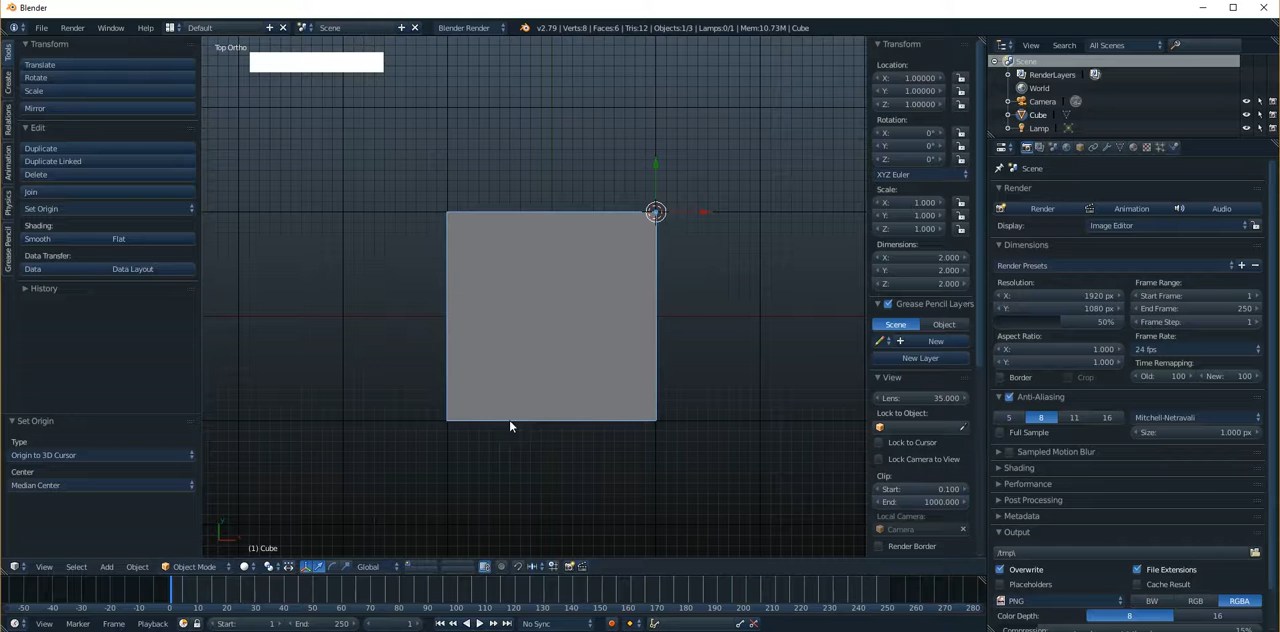 Blender
File Render Window Help Default Scene Blender Render v2.79 | Verts:8 | Faces:6 | Tris:12 | Objects:1/3 | Lamps:0/1 | Mem:10.73M | Cube
Tools
Create
Relations
Animation
Physics
Grease Pencil
Transform
Translate
Rotate
Scale
Mirror
Edit
Duplicate
Duplicate Linked
Delete
Join
Set Origin
Shading:
Smooth Flat
Data Transfer:
Data Data Layout
History
Set Origin
Type
Origin to 3D Cursor
Center
Median Center
Top Ortho
(1) Cube
Transform
Location:
X: 1.00000
Y: 1.00000
Z: 1.00000
Rotation:
X: 0°
Y: 0°
Z: 0°
XYZ Euler
Scale:
X: 1.000
Y: 1.000
Z: 1.000
Dimensions:
X: 2.000
Y: 2.000
Z: 2.000
Grease Pencil Layers
Scene Object
New
New Layer
View
Lens: 35.000
Lock to Object:
Lock to Cursor
Lock Camera to View
Clip:
Start: 0.100
End: 1000.000
Local Camera:
Camera
Render Border
View Search All Scenes
Scene
RenderLayers
World
Camera
Cube
Lamp
Scene
Render
Render Animation Audio
Display: Image Editor
Dimensions
Render Presets
Resolution: Frame Range:
X: 1920 px Start Frame: 1
Y: 1080 px End Frame: 250
50% Frame Step: 1
Aspect Ratio: Frame Rate:
X: 1.000 24 fps
Y: 1.000 Time Remapping:
Border Crop Old: 100 New: 100
Anti-Aliasing
5 8 11 16 Mitchell-Netravali
Full Sample Size: 1.000 px
Sampled Motion Blur
Shading
Performance
Post Processing
Metadata
Output
/tmp\
Overwrite File Extensions
Placeholders Cache Result
PNG BW RGB RGBA
Color Depth: 8 16
Compression: 15%
View Select Add Object Object Mode Global
-50 -40 -30 -20 -10 0 10 20 30 40 50 60 70 80 90 100 110 120 130 140 150 160 170 180 190 200 210 220 230 240 250 260 270 280
View Marker Frame Playback Start: 1 End: 250 1 No Sync